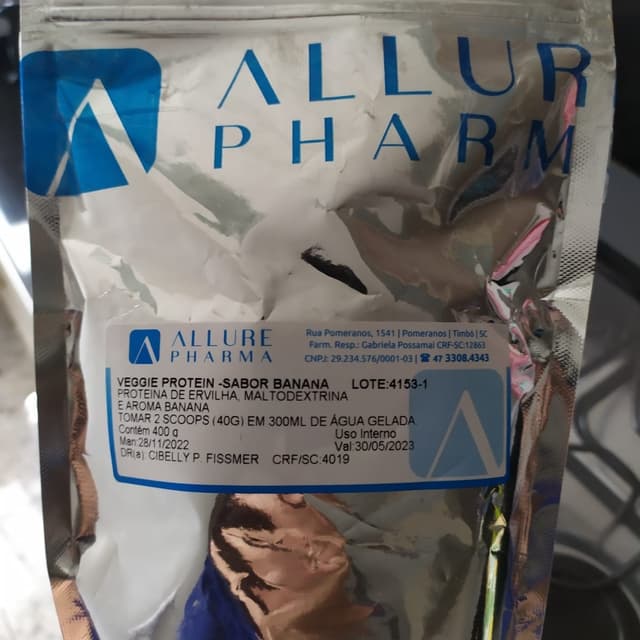 ALLUR
PHARM
ALLURE
PHARMA
Rua Pomeranos, 1541 | Pomeranos | Timbó | SC
Farm. Resp.: Gabriela Possamai CRF-SC:12863
CNPJ: 29.234.576/0001-03 | ☎ 47 3308.4343
VEGGIE PROTEIN -SABOR BANANA LOTE:4153-1
PROTEINA DE ERVILHA, MALTODEXTRINA
E AROMA BANANA
TOMAR 2 SCOOPS (40G) EM 300ML DE ÁGUA GELADA
Contém 400 g Uso Interno
Man:28/11/2022 Val:30/05/2023
DR(a): CIBELLY P. FISSMER CRF/SC:4019